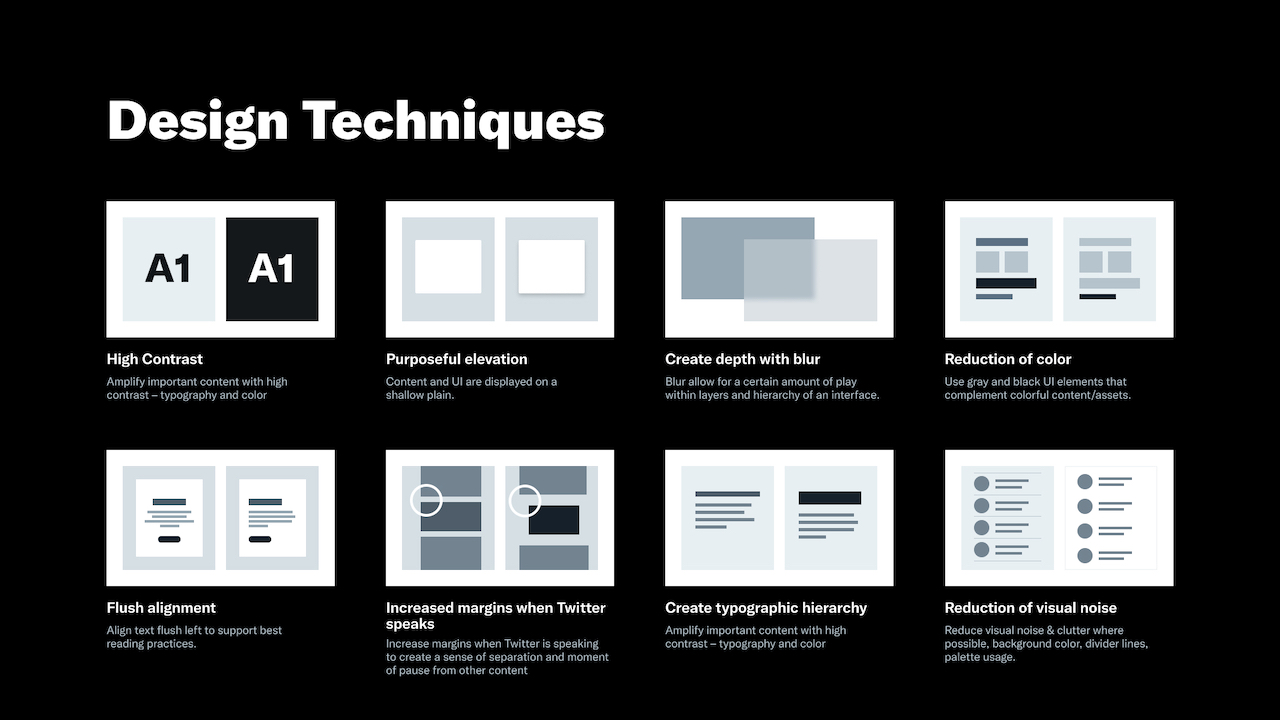 Design Techniques
A1
A1
High Contrast
Amplify important content with high
contrast – typography and color
Purposeful elevation
Content and UI are displayed on a
shallow plain.
Create depth with blur
Blur allow for a certain amount of play
within layers and hierarchy of an interface.
Reduction of color
Use gray and black UI elements that
complement colorful content/assets.
Flush alignment
Align text flush left to support best
reading practices.
Increased margins when Twitter
speaks
Increase margins when Twitter is speaking
to create a sense of separation and moment
of pause from other content
Create typographic hierarchy
Amplify important content with high
contrast – typography and color
Reduction of visual noise
Reduce visual noise & clutter where
possible, background color, divider lines,
palette usage.